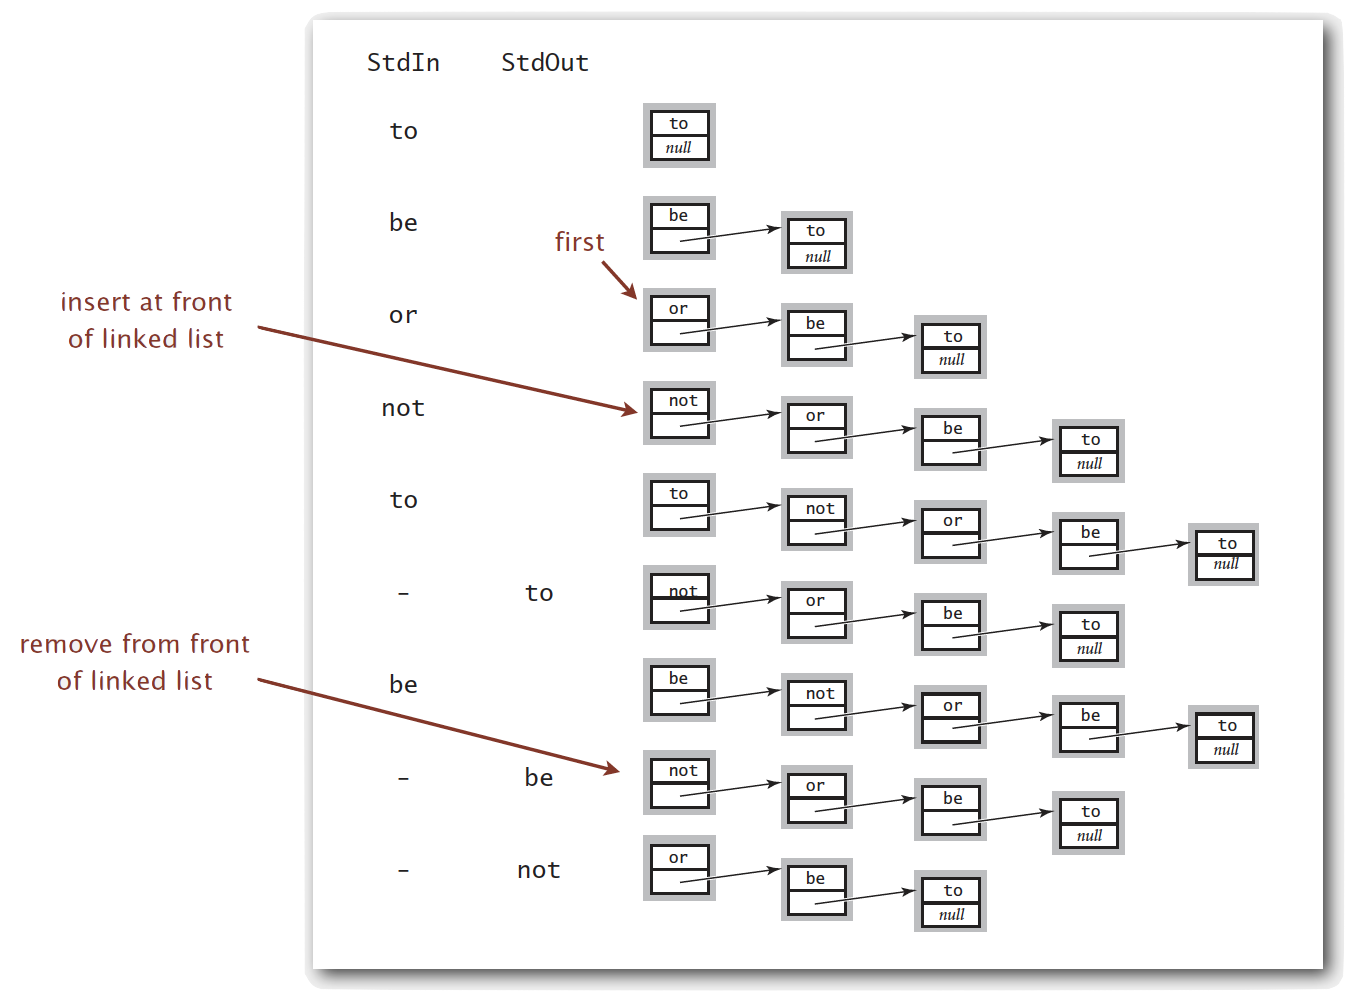 StdIn StdOut
to
to
null
be
be
to
null
first
insert at front
of linked list
or
or
be
to
null
not
not
or
be
to
null
to
to
not
or
be
to
null
-
to
not
or
be
to
null
remove from front
of linked list
be
be
not
or
be
to
null
-
be
not
or
be
to
null
-
not
or
be
to
null